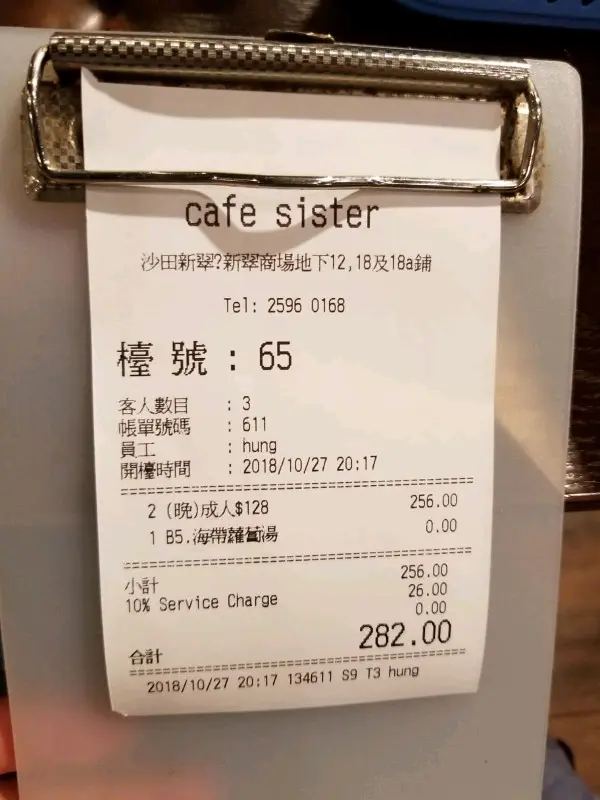 cafe sister
沙田新翠?新翠商場地下12,18及18a鋪
Tel: 2596 0168
檯 號 : 65
客人數目 : 3
帳單號碼 : 611
員工 : hung
開檯時間 : 2018/10/27 20:17
2 (晚)成人$128 256.00
1 B5.海帶蘿蔔湯 0.00
小計 256.00
10% Service Charge 26.00
0.00
合計 282.00
2018/10/27 20:17 134611 S9 T3 hung